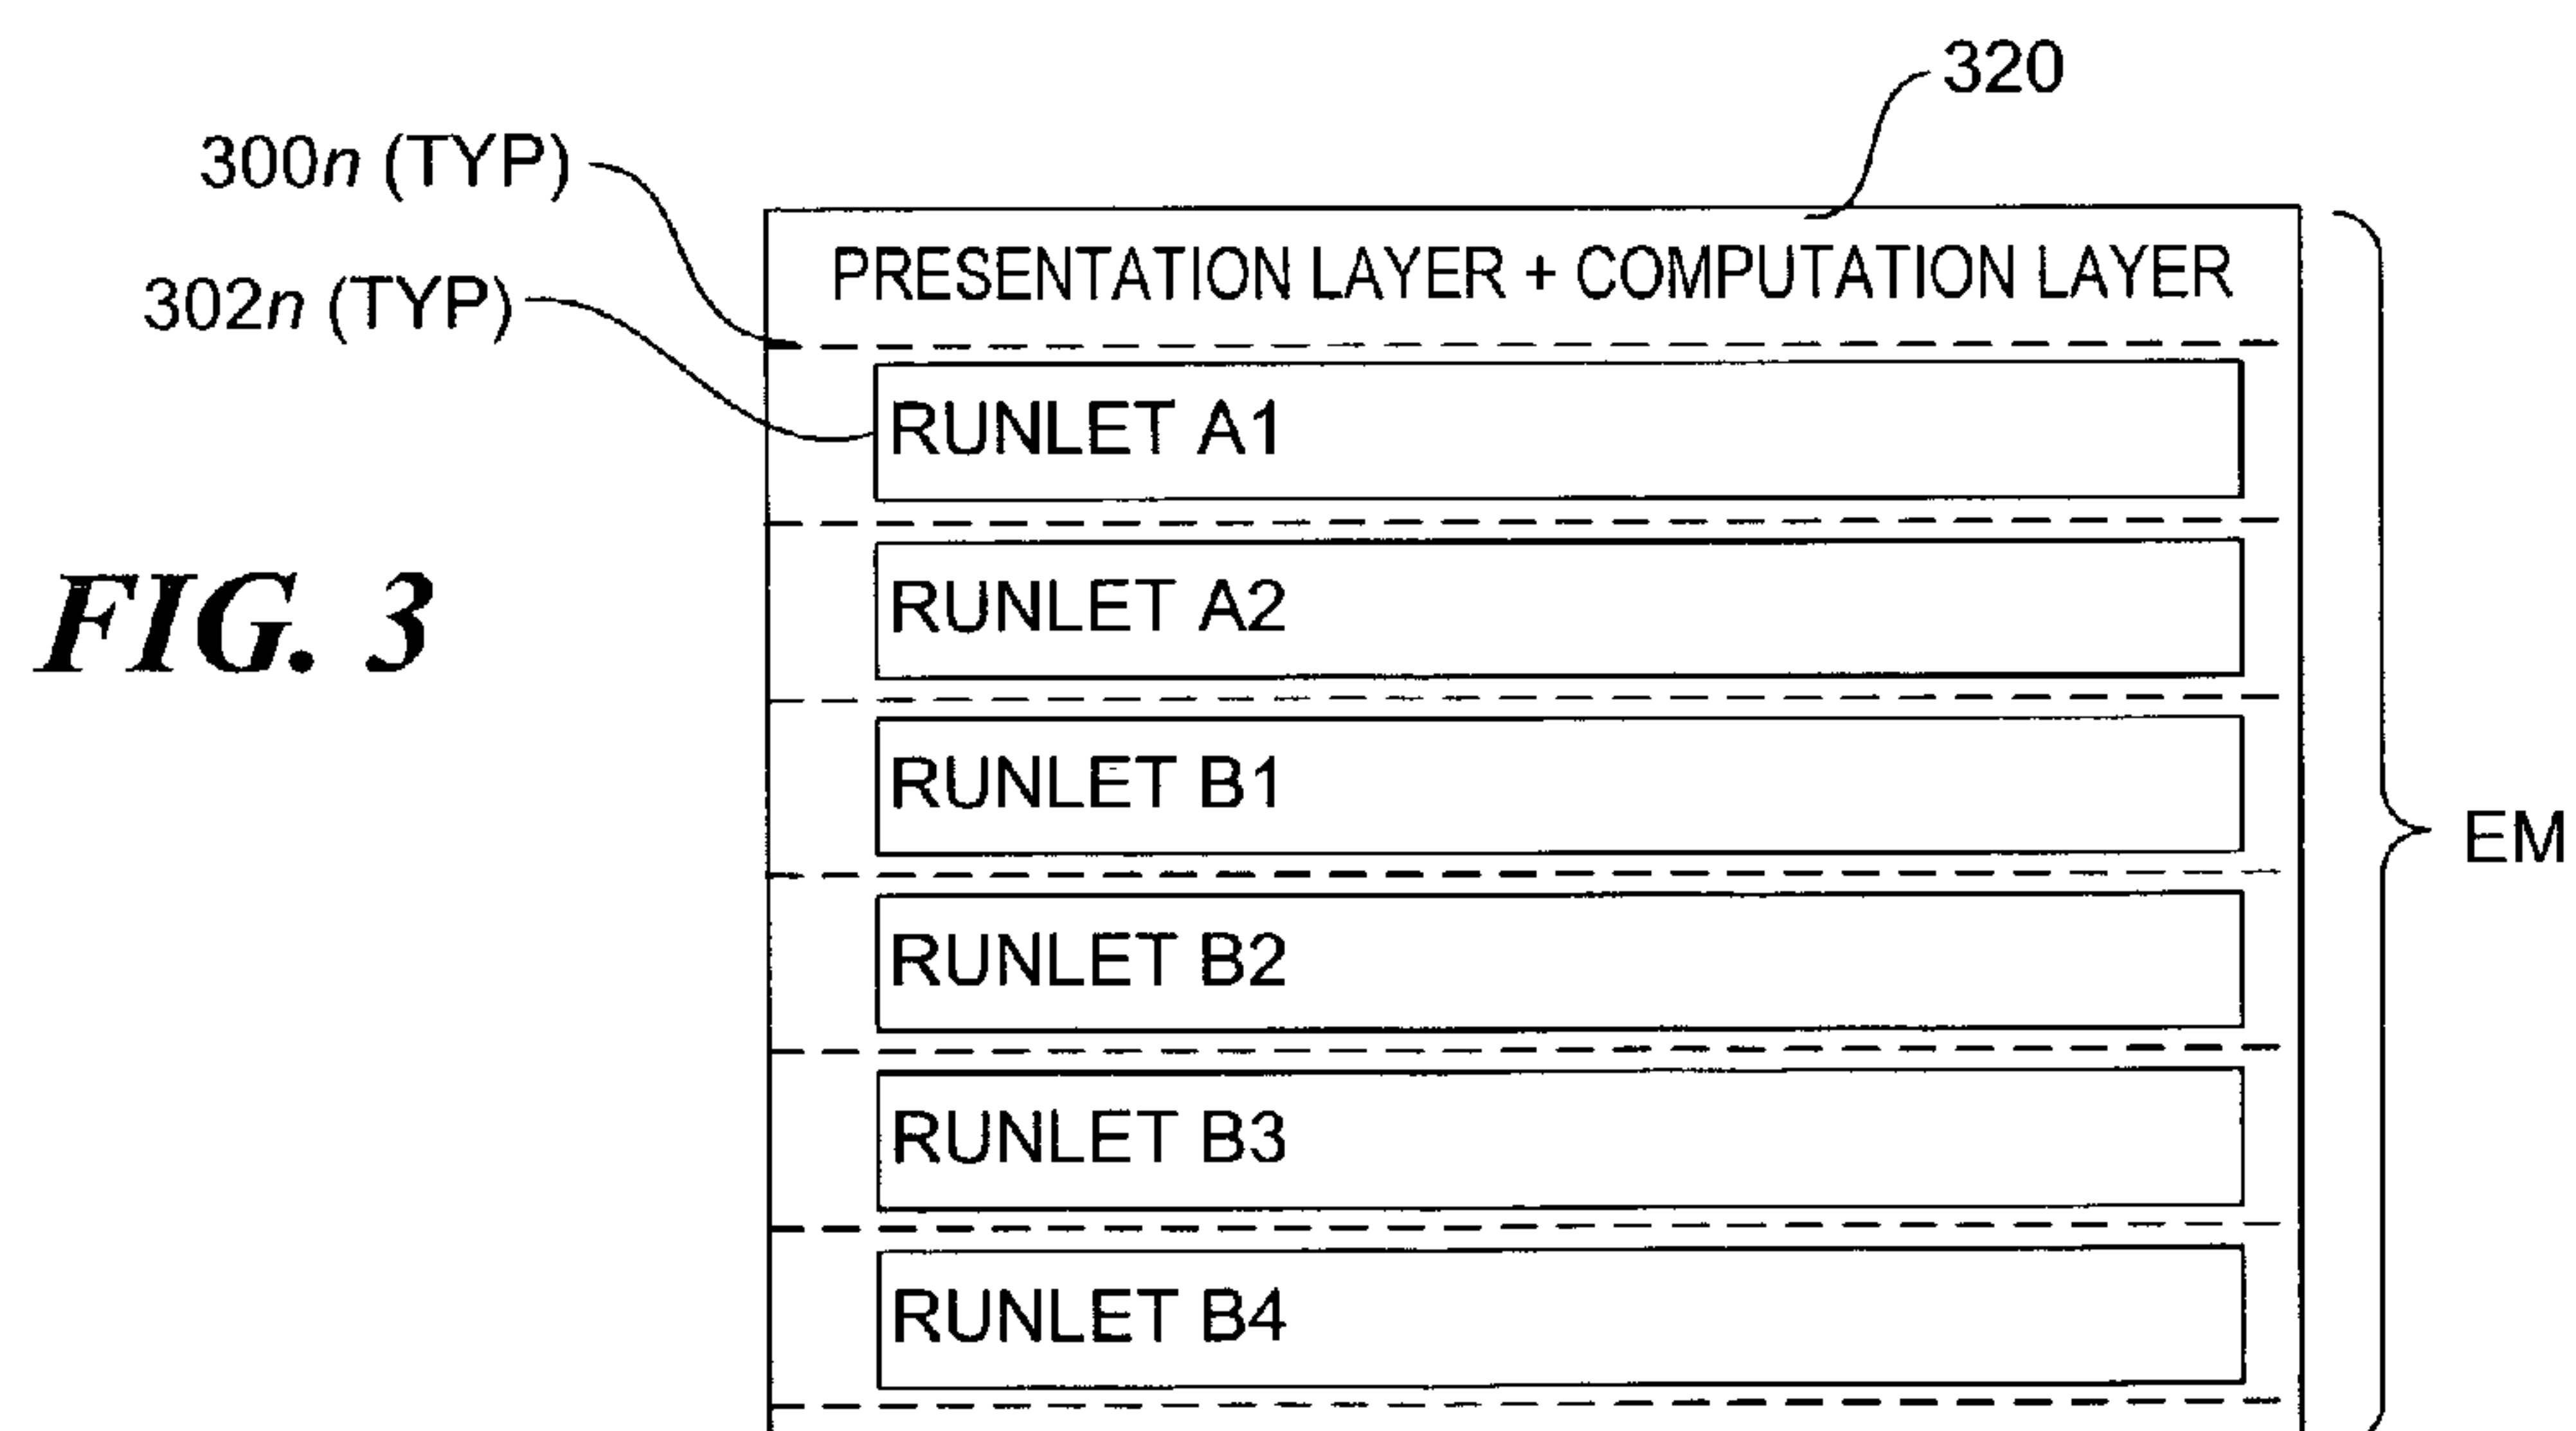 320
300n (TYP)
PRESENTATION LAYER + COMPUTATION LAYER
302n (TYP)
RUNLET A1
RUNLET A2
FIG. 3
RUNLET B1
EM
RUNLET B2
RUNLET B3
RUNLET B4